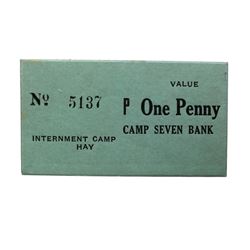 VALUE
Nº 5137
P One Penny
CAMP SEVEN BANK
INTERNMENT CAMP
HAY